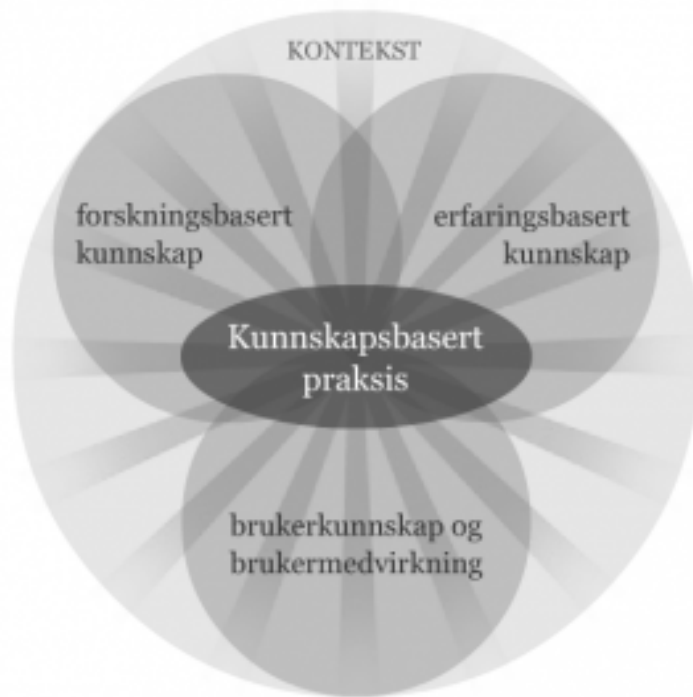 KONTEKST
forskningsbasert
kunnskap
erfaringsbasert
kunnskap
Kunnskapsbasert
praksis
brukerkunnskap og
brukermedvirkning